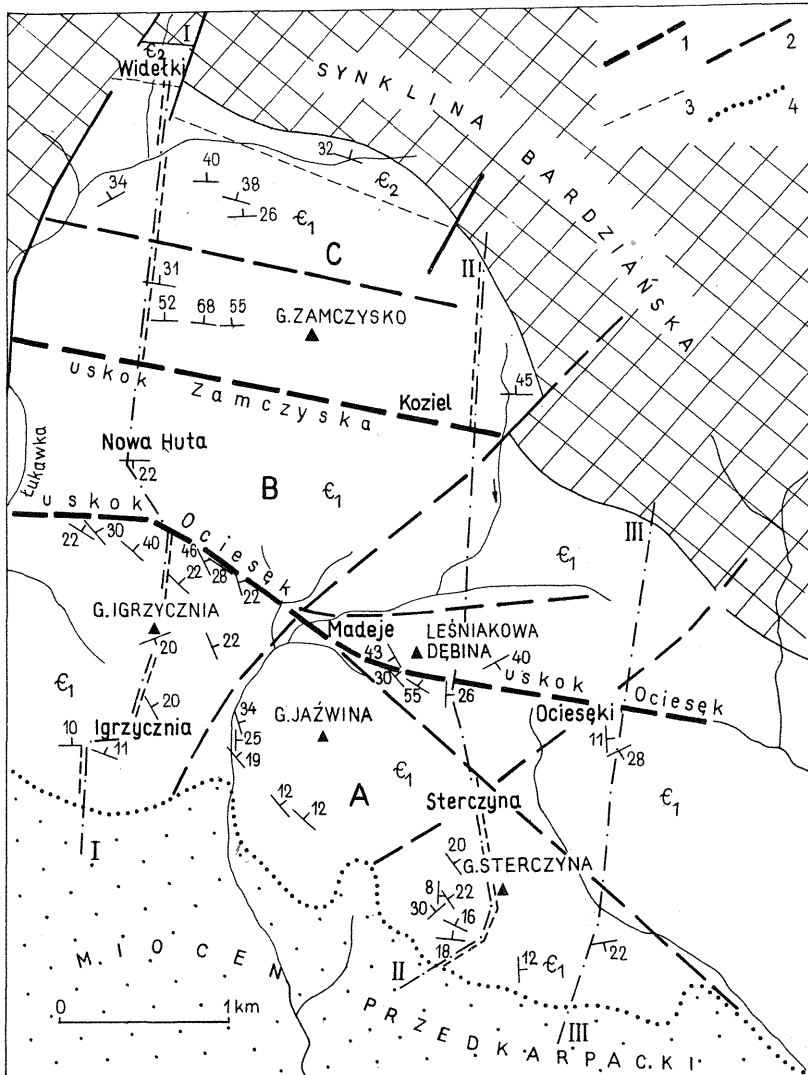 I
Є2
Widełki
SYNKLINA BARDZIAŃSKA
1
2
3
4
32
34
40
38
Є2
26
Є1
C
II
31
52
68
55
G.ZAMCZYSKO
uskok Zamczyska
Koziel
45
Nowa Huta
22
Łukawka
B
Є1
uskok Ociesęk
III
22
30
40
46
28
22
22
Є1
G.IGRZYCZNIA
20
22
Madeje
LEŚNIAKOWA
DĘBINA
43
40
30
55
uskok Ociesęk
26
Є1
20
Ociesęki
34
G.JAŹWINA
Igrzycznia
10
11
25
19
11
28
A
Є1
12
12
Sterczyna
Є1
I
20
G.STERCZYNA
8
22
30
16
18
12
Є1
22
II
MIOCEN PRZEDKARPACKI
0
1 km
III